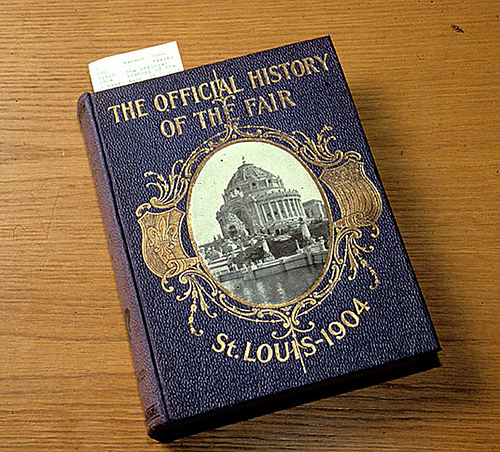 THE OFFICIAL HISTORY
OF THE FAIR
St. LOUIS-1904